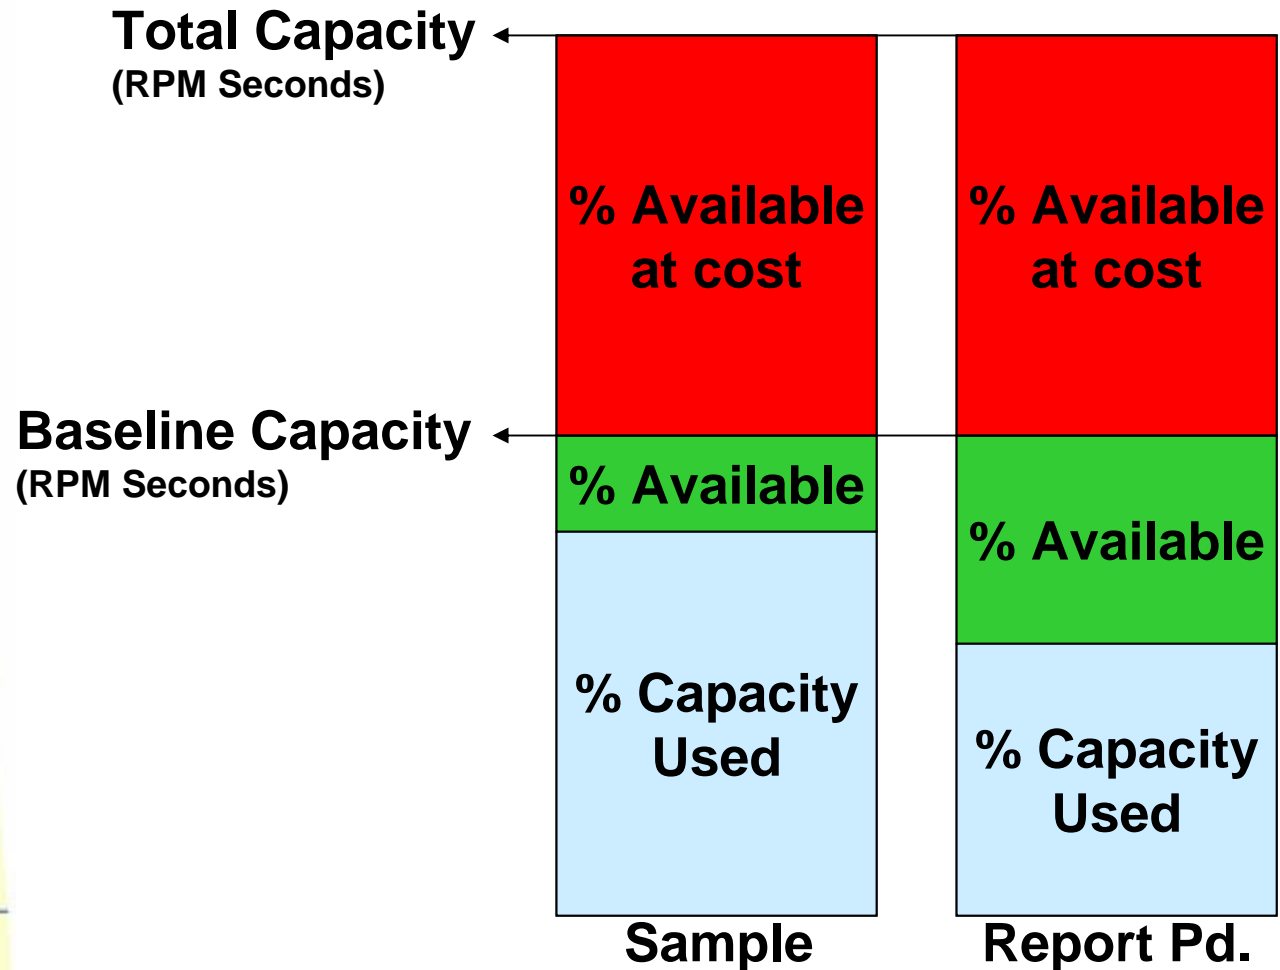 Total Capacity
(RPM Seconds)
% Available
at cost
% Available
at cost
Baseline Capacity
(RPM Seconds)
% Available
% Available
% Capacity
Used
% Capacity
Used
Sample
Report Pd.